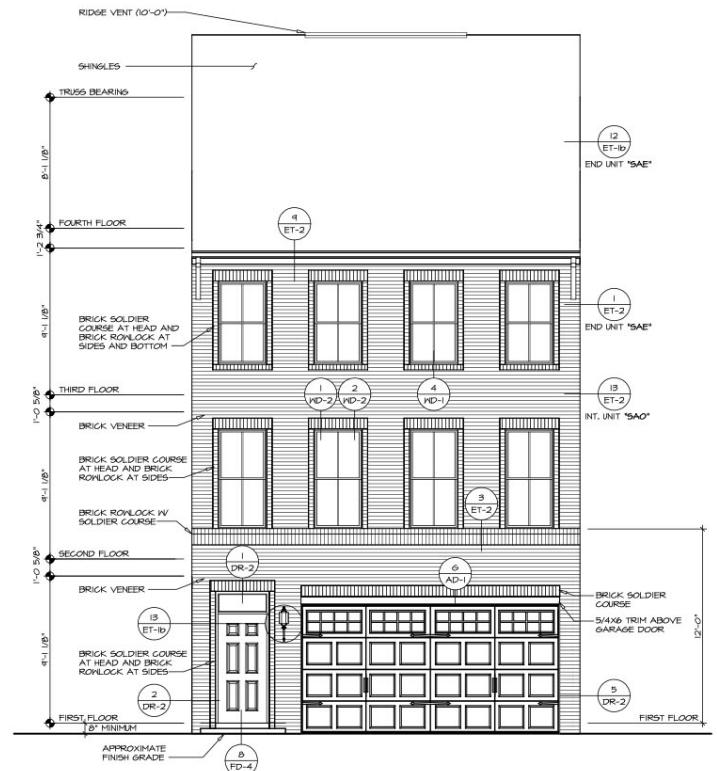 RIDGE VENT (10'-0")
SHINGLES
TRUSS BEARING
12
ET-1b
END UNIT "SAE"
8'-1 1/8"
FOURTH FLOOR
9
ET-2
1'-2 3/4"
1
ET-2
END UNIT "SAE"
9'-1 1/8"
BRICK SOLDIER
COURSE AT HEAD AND
BRICK ROWLOCK AT
SIDES AND BOTTOM
THIRD FLOOR
1
WD-2
2
WD-2
4
WD-1
13
ET-2
INT. UNIT "SAO"
1'-0 5/8"
BRICK VENEER
BRICK SOLDIER COURSE
AT HEAD AND BRICK
ROWLOCK AT SIDES
9'-1 1/8"
3
ET-2
BRICK ROWLOCK W/
SOLDIER COURSE
SECOND FLOOR
1
DR-2
6
AD-1
1'-0 5/8"
BRICK VENEER
BRICK SOLDIER
COURSE
5/4X6 TRIM ABOVE
GARAGE DOOR
13
ET-1b
12'-0"
9'-1 1/8"
BRICK SOLDIER COURSE
AT HEAD AND BRICK
ROWLOCK AT SIDES
2
DR-2
5
DR-2
FIRST FLOOR
FIRST FLOOR
8" MINIMUM
APPROXIMATE
FINISH GRADE
8
FD-4